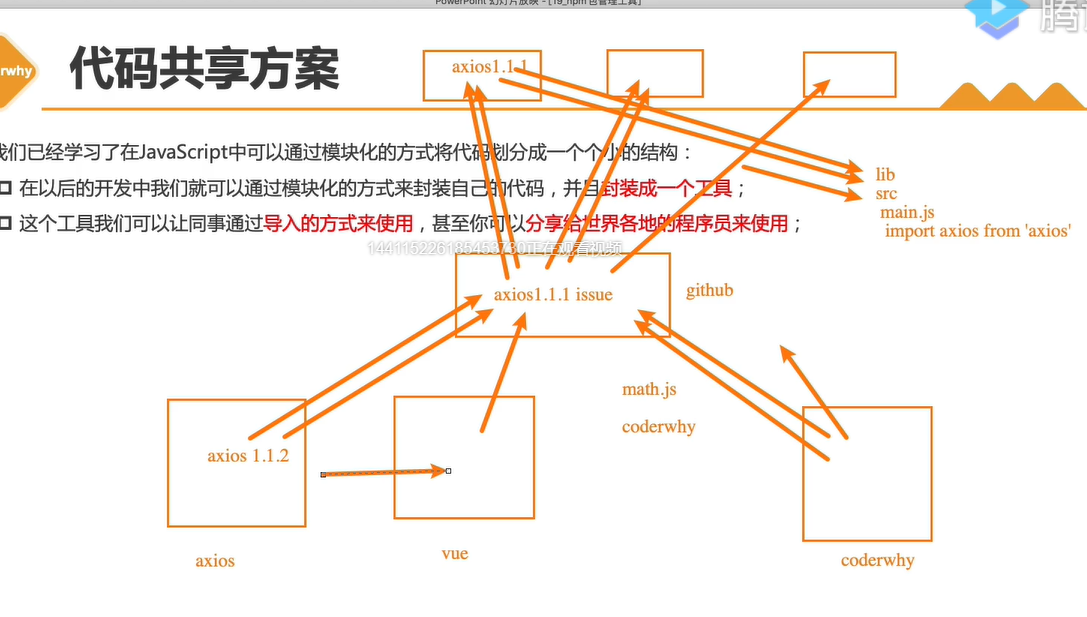 PowerPoint 幻灯片放映 - [19_npm包管理工具]
rwhy
代码共享方案
axios1.1.1
我们已经学习了在JavaScript中可以通过模块化的方式将代码划分成一个个小的结构：
在以后的开发中我们就可以通过模块化的方式来封装自己的代码，并且封装成一个工具；
这个工具我们可以让同事通过导入的方式来使用，甚至你可以分享给世界各地的程序员来使用；
lib
src
main.js
import axios from 'axios'
144115226185453730正在观看视频
axios1.1.1 issue
github
math.js
coderwhy
axios 1.1.2
axios
vue
coderwhy